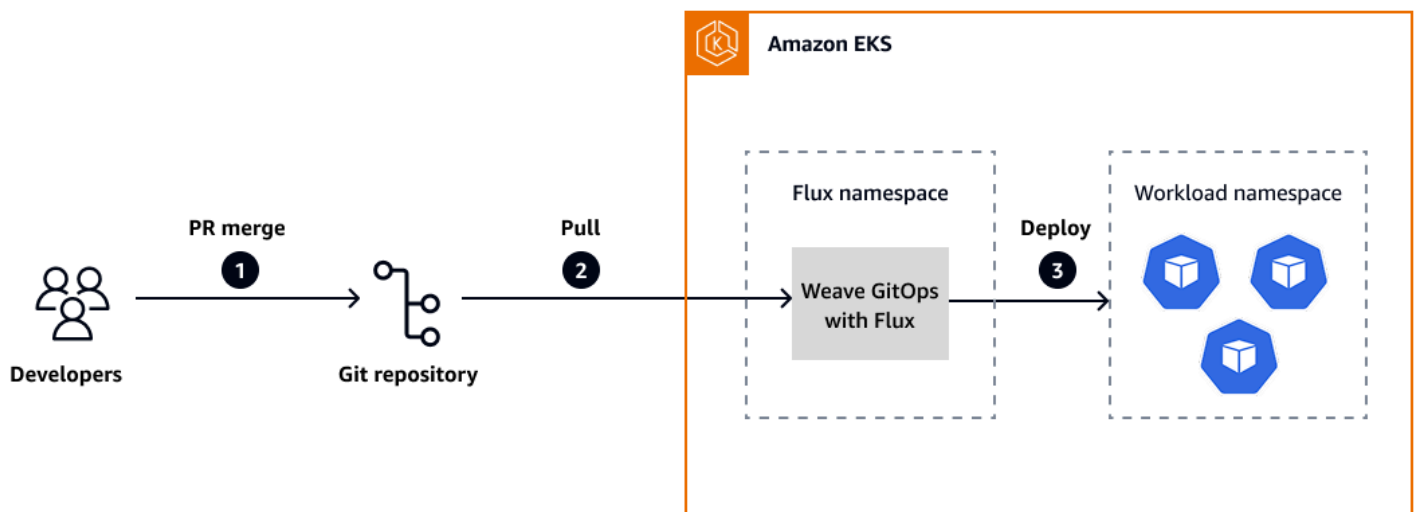 Amazon EKS
PR merge
1
Developers
Git repository
Pull
2
Flux namespace
Weave GitOps
with Flux
Deploy
3
Workload namespace
K